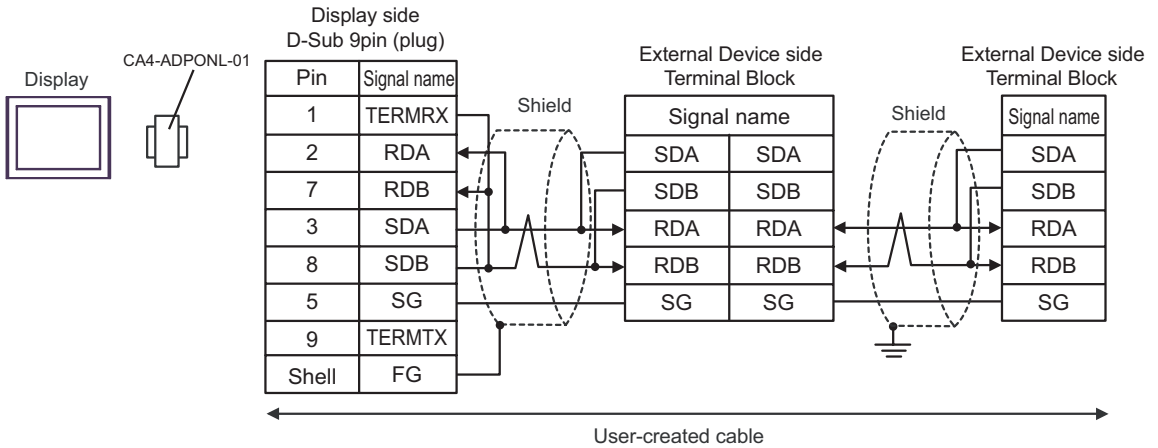 Display side
D-Sub 9pin (plug)
CA4-ADPONL-01
Display
Pin Signal name
1 TERMRX
2 RDA
7 RDB
3 SDA
8 SDB
5 SG
9 TERMTX
Shell FG
Shield
External Device side
Terminal Block
Signal name
SDA SDA
SDB SDB
RDA RDA
RDB RDB
SG SG
Shield
External Device side
Terminal Block
Signal name
SDA
SDB
RDA
RDB
SG
User-created cable